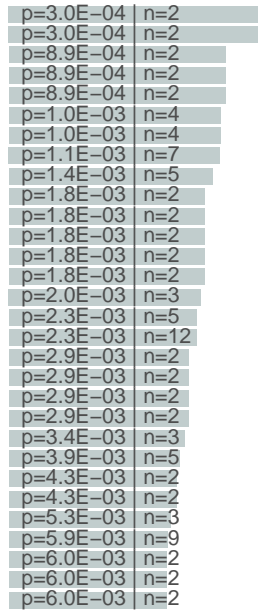 p=3.0E−04 | n=2
p=3.0E−04 | n=2
p=8.9E−04 | n=2
p=8.9E−04 | n=2
p=8.9E−04 | n=2
p=1.0E−03 | n=4
p=1.0E−03 | n=4
p=1.1E−03 | n=7
p=1.4E−03 | n=5
p=1.8E−03 | n=2
p=1.8E−03 | n=2
p=1.8E−03 | n=2
p=1.8E−03 | n=2
p=1.8E−03 | n=2
p=2.0E−03 | n=3
p=2.3E−03 | n=5
p=2.3E−03 | n=12
p=2.9E−03 | n=2
p=2.9E−03 | n=2
p=2.9E−03 | n=2
p=2.9E−03 | n=2
p=3.4E−03 | n=3
p=3.9E−03 | n=5
p=4.3E−03 | n=2
p=4.3E−03 | n=2
p=5.3E−03 | n=3
p=5.9E−03 | n=9
p=6.0E−03 | n=2
p=6.0E−03 | n=2
p=6.0E−03 | n=2